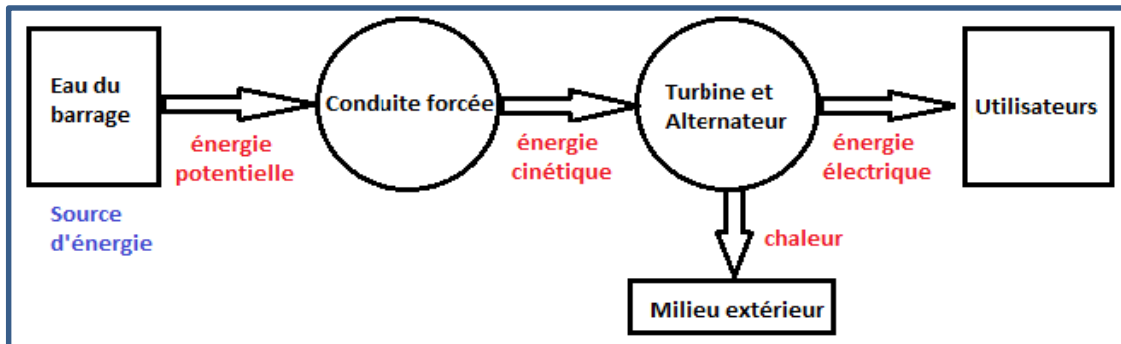 Eau du
barrage
énergie
potentielle
Source
d'énergie
Conduite forcée
énergie
cinétique
Turbine et
Alternateur
énergie
électrique
Utilisateurs
chaleur
Milieu extérieur